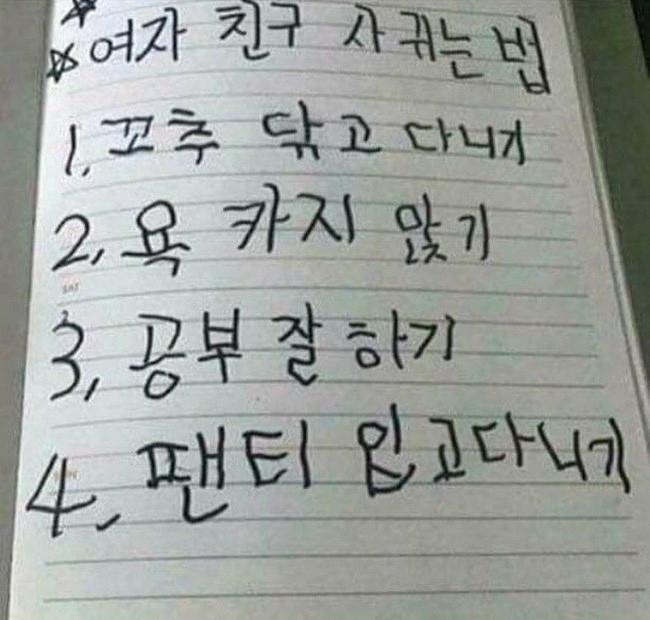 ☆여자 친구 사귀는 법
1. 꼬추 닦고 다니기
2, 욕 카지 않기
3, 공부 잘 하기
4, 팬티 입고다니기